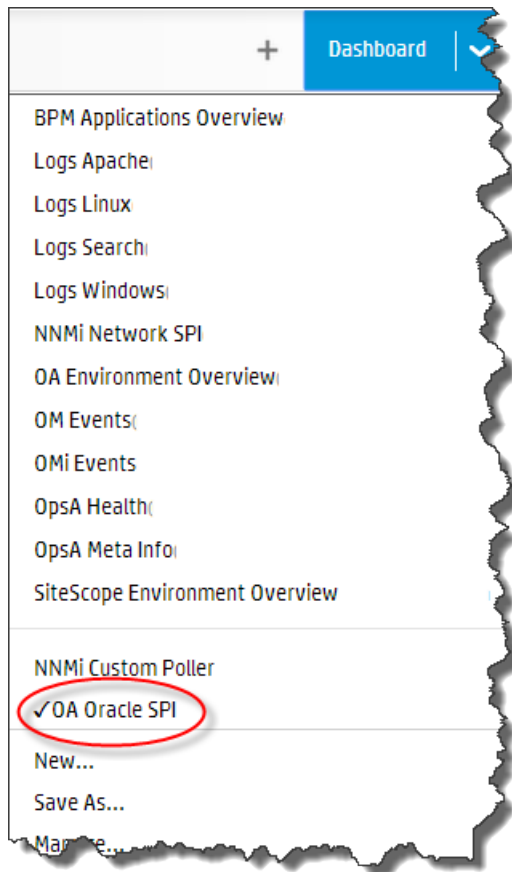 + Dashboard
BPM Applications Overview
Logs Apache
Logs Linux
Logs Search
Logs Windows
NNMi Network SPI
OA Environment Overview
OM Events
OMi Events
OpsA Health
OpsA Meta Info
SiteScope Environment Overview
NNMi Custom Poller
✓OA Oracle SPI
New...
Save As...